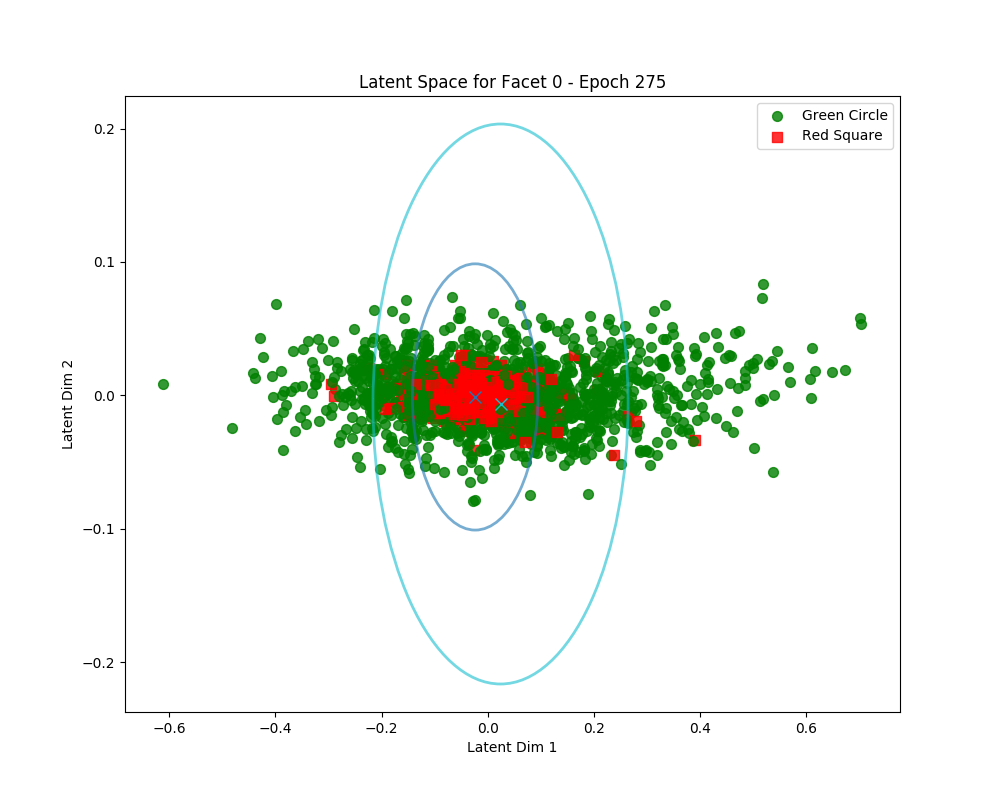 Latent Space for Facet 0 - Epoch 275
Green Circle
Red Square
0.2
0.1
0.0
−0.1
−0.2
Latent Dim 2
−0.6
−0.4
−0.2
0.0
0.2
0.4
0.6
Latent Dim 1